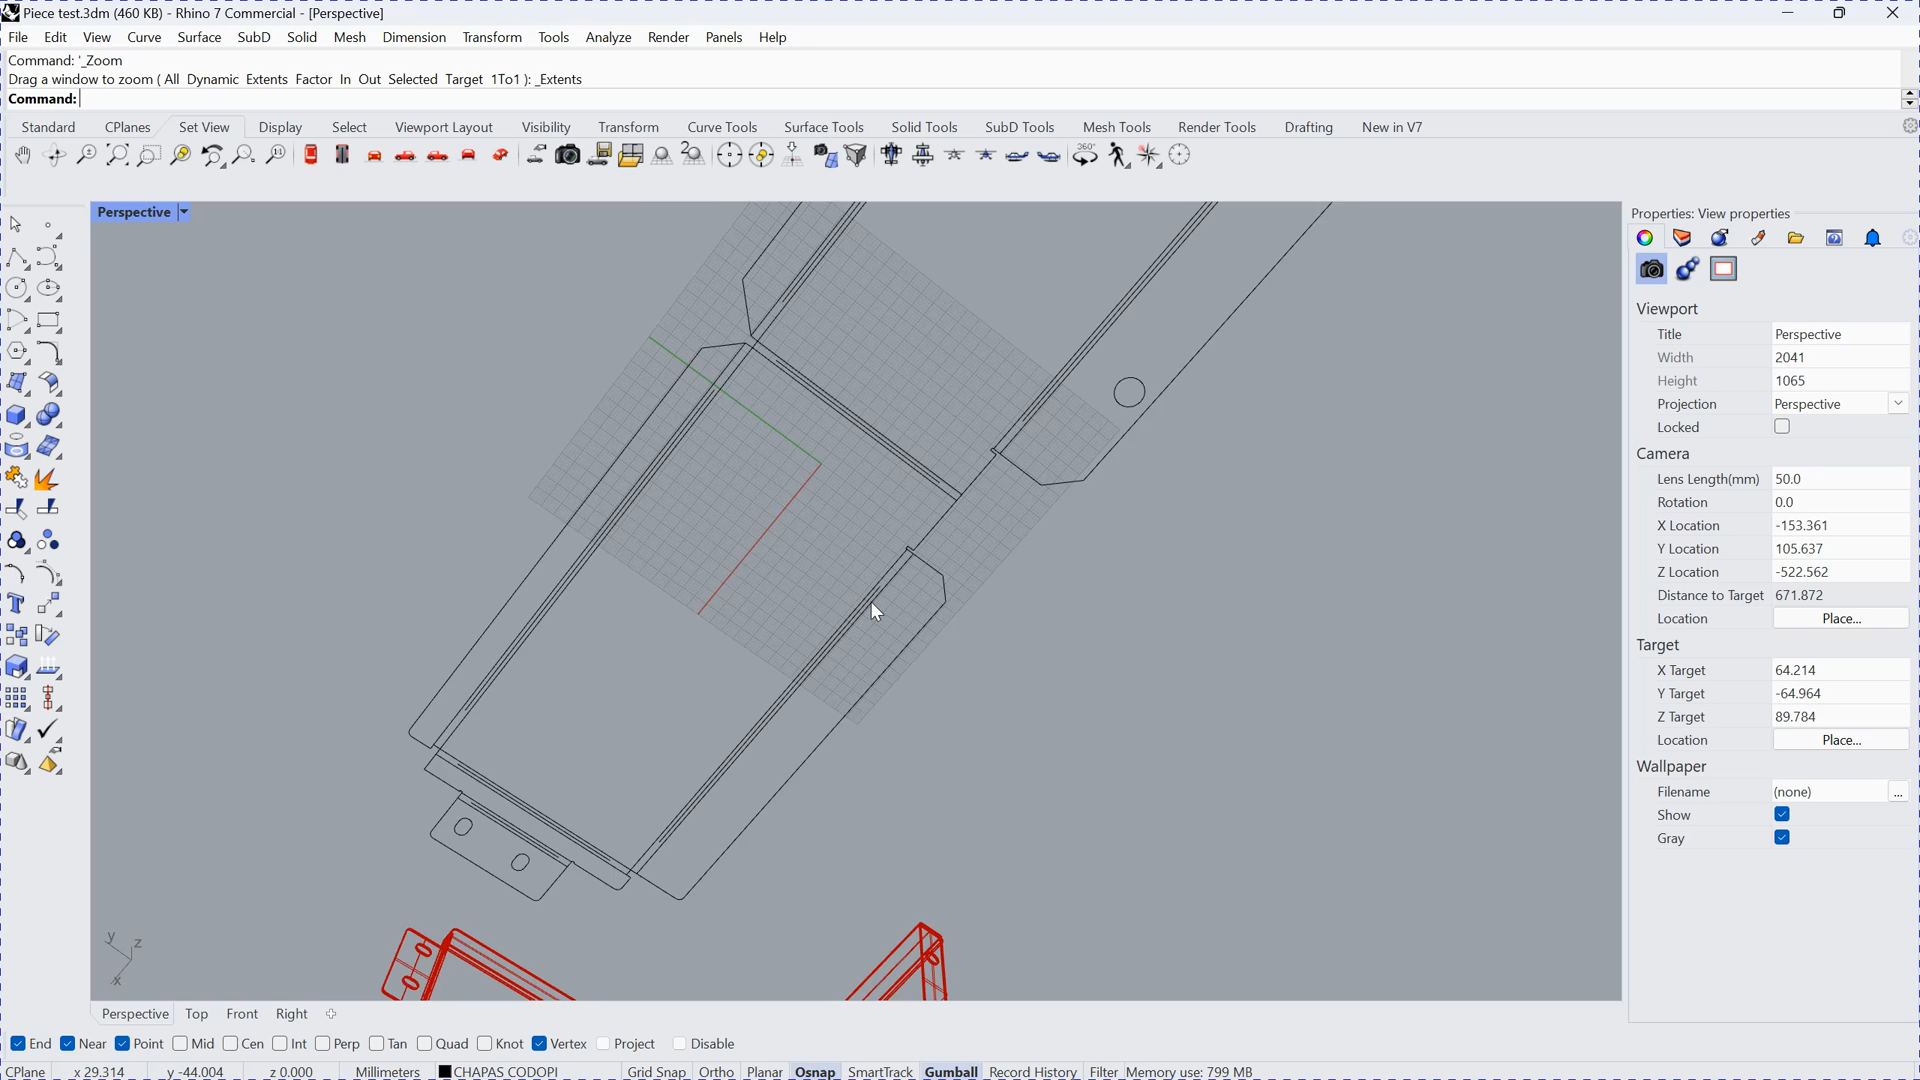 Piece test.3dm (460 KB) - Rhino 7 Commercial - [Perspective]
File Edit View Curve Surface SubD Solid Mesh Dimension Transform Tools Analyze Render Panels Help
Command: '_Zoom
Drag a window to zoom ( All Dynamic Extents Factor In Out Selected Target 1To1 ): _Extents
Command:
Standard CPlanes Set View Display Select Viewport Layout Visibility Transform Curve Tools Surface Tools Solid Tools SubD Tools Mesh Tools Render Tools Drafting New in V7
Perspective
Properties: View properties
Viewport
Title Perspective
Width 2041
Height 1065
Projection Perspective
Locked
Camera
Lens Length(mm) 50.0
Rotation 0.0
X Location -153.361
Y Location 105.637
Z Location -522.562
Distance to Target 671.872
Location Place...
Target
X Target 64.214
Y Target -64.964
Z Target 89.784
Location Place...
Wallpaper
Filename (none) ...
Show
Gray
y z
x
Perspective Top Front Right
End Near Point Mid Cen Int Perp Tan Quad Knot Vertex Project Disable
CPlane x 29.314 y -44.004 z 0.000 Millimeters CHAPAS CODOPI Grid Snap Ortho Planar Osnap SmartTrack Gumball Record History Filter Memory use: 799 MB